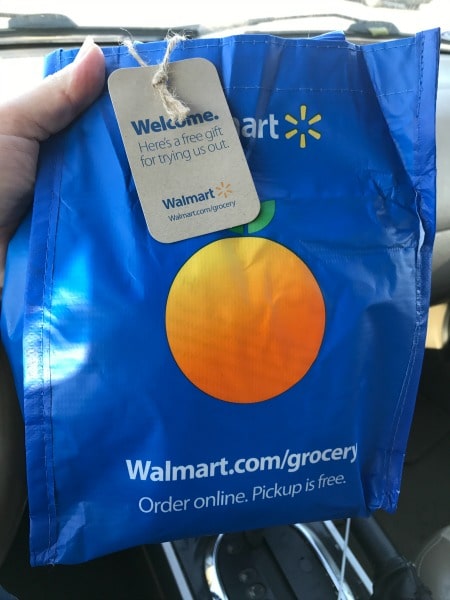 Welcome.
Here's a free gift
for trying us out.
Walmart
Walmart.com/grocery
art
Walmart.com/grocery
Order online. Pickup is free.